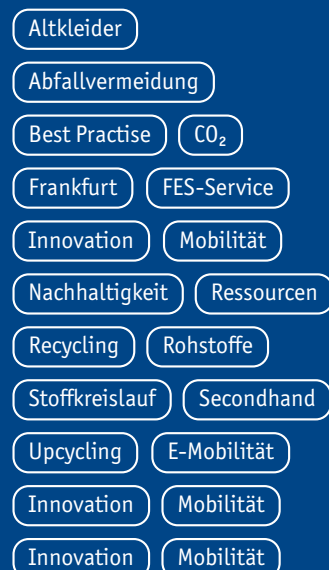 Altkleider
Abfallvermeidung
Best Practise CO₂
Frankfurt FES-Service
Innovation Mobilität
Nachhaltigkeit Ressourcen
Recycling Rohstoffe
Stoffkreislauf Secondhand
Upcycling E-Mobilität
Innovation Mobilität
Innovation Mobilität